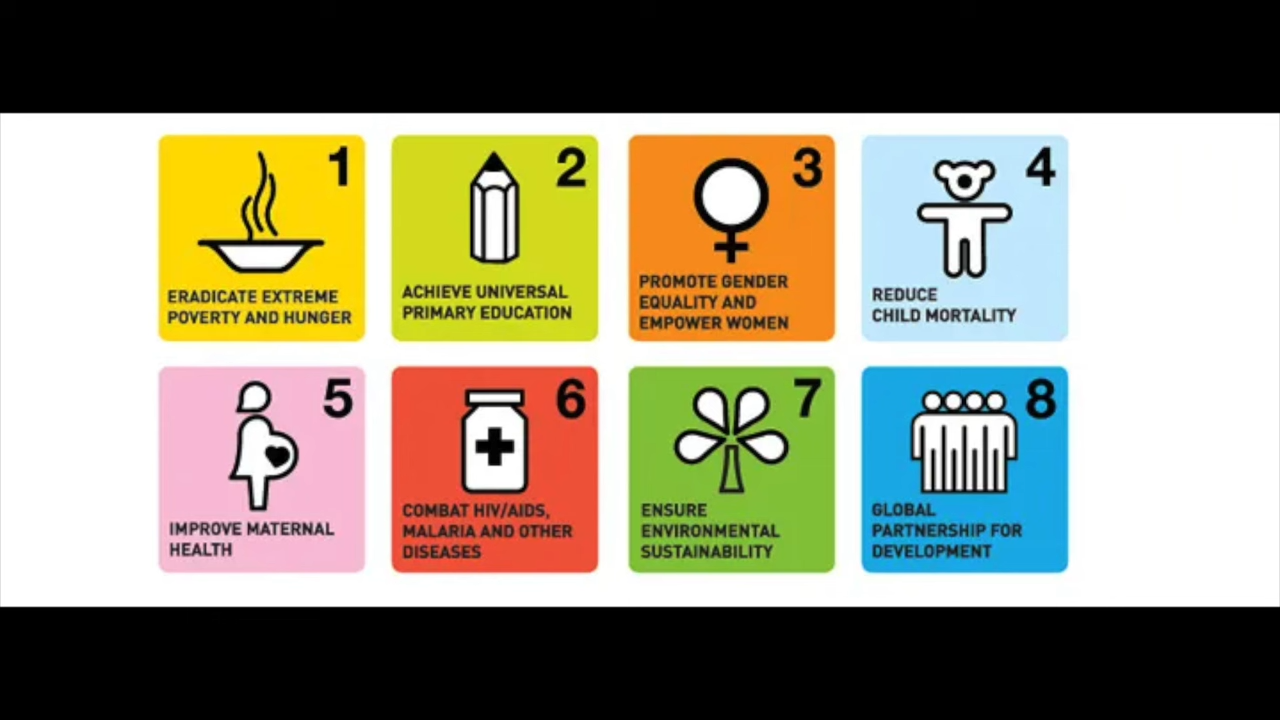 1
ERADICATE EXTREME
POVERTY AND HUNGER
2
ACHIEVE UNIVERSAL
PRIMARY EDUCATION
3
PROMOTE GENDER
EQUALITY AND
EMPOWER WOMEN
4
REDUCE
CHILD MORTALITY
5
IMPROVE MATERNAL
HEALTH
6
COMBAT HIV/AIDS,
MALARIA AND OTHER
DISEASES
7
ENSURE
ENVIRONMENTAL
SUSTAINABILITY
8
GLOBAL
PARTNERSHIP FOR
DEVELOPMENT